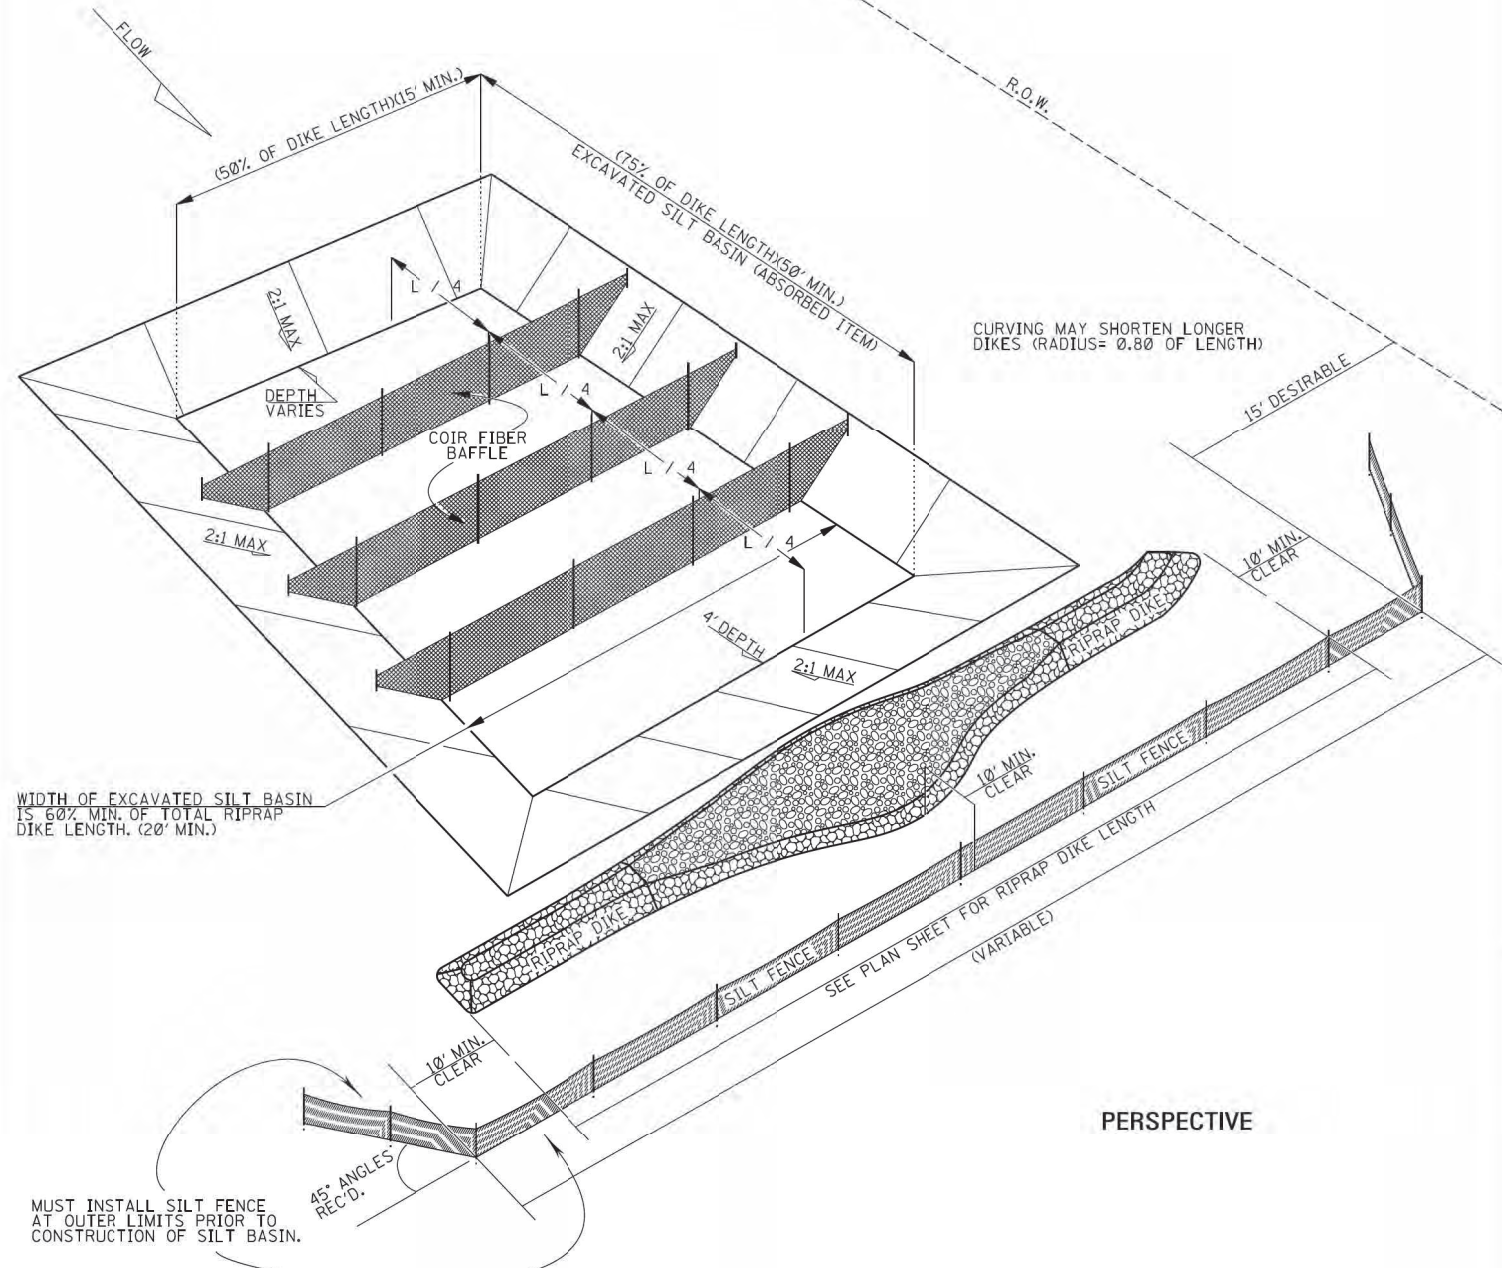 FLOW
(50% OF DIKE LENGTH)(15' MIN.)
(75% OF DIKE LENGTH)(50' MIN.)
EXCAVATED SILT BASIN (ABSORBED ITEM)
R.O.W.
CURVING MAY SHORTEN LONGER
DIKES (RADIUS= 0.80 OF LENGTH)
15' DESIRABLE
2:1 MAX
L / 4
2:1 MAX
DEPTH
VARIES
L / 4
COIR FIBER
BAFFLE
L / 4
2:1 MAX
L / 4
10' MIN.
CLEAR
4' DEPTH
2:1 MAX
RIPRAP DIKE
WIDTH OF EXCAVATED SILT BASIN
IS 60% MIN. OF TOTAL RIPRAP
DIKE LENGTH. (20' MIN.)
10' MIN.
CLEAR
SILT FENCE
RIPRAP DIKE
SILT FENCE
SEE PLAN SHEET FOR RIPRAP DIKE LENGTH
(VARIABLE)
10' MIN.
CLEAR
PERSPECTIVE
45° ANGLES
REC'D.
MUST INSTALL SILT FENCE
AT OUTER LIMITS PRIOR TO
CONSTRUCTION OF SILT BASIN.